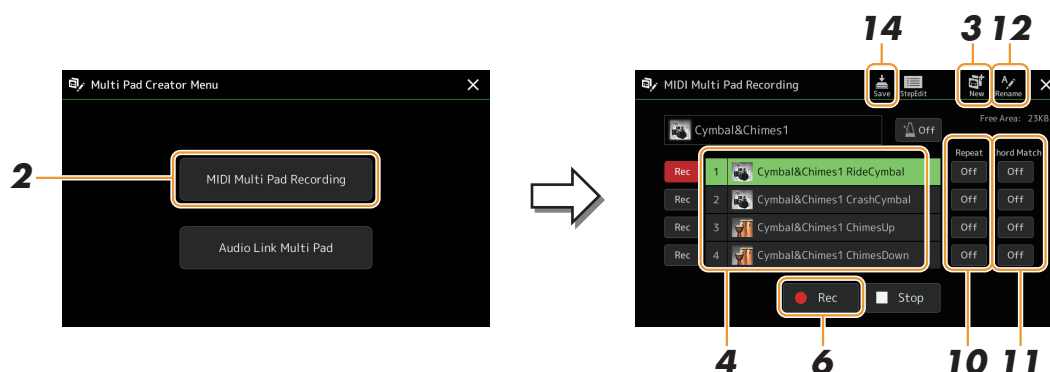 14
3 12
Multi Pad Creator Menu
MIDI Multi Pad Recording
Save
StepEdit
New
Rename
Free Area: 23KB
Cymbal&Chimes1
Off
2
MIDI Multi Pad Recording
Audio Link Multi Pad
Repeat
Chord Match
Rec 1 Cymbal&Chimes1 RideCymbal Off Off
Rec 2 Cymbal&Chimes1 CrashCymbal Off Off
Rec 3 Cymbal&Chimes1 ChimesUp Off Off
Rec 4 Cymbal&Chimes1 ChimesDown Off Off
Rec
Stop
4
6
10 11